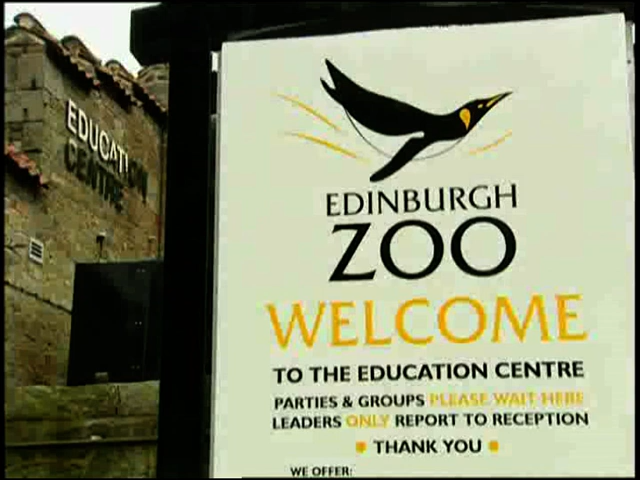 EDUCATION
CENTRE
EDINBURGH
ZOO
WELCOME
TO THE EDUCATION CENTRE
PARTIES & GROUPS PLEASE WAIT HERE
LEADERS ONLY REPORT TO RECEPTION
THANK YOU
WE OFFER: